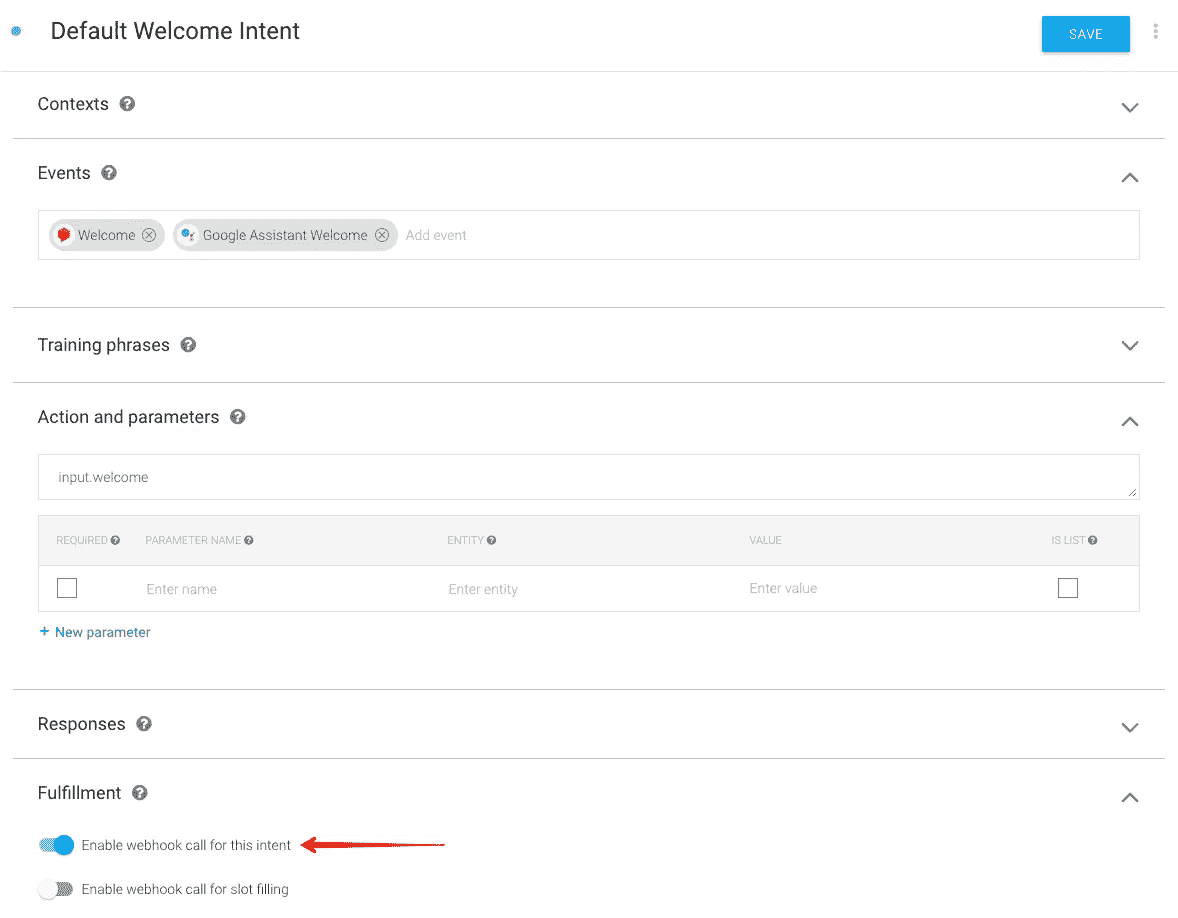 Default Welcome Intent
SAVE
Contexts
Events
Welcome Google Assistant Welcome Add event
Training phrases
Action and parameters
input.welcome
REQUIRED PARAMETER NAME ENTITY VALUE IS LIST
Enter name Enter entity Enter value
+ New parameter
Responses
Fulfillment
Enable webhook call for this intent
Enable webhook call for slot filling